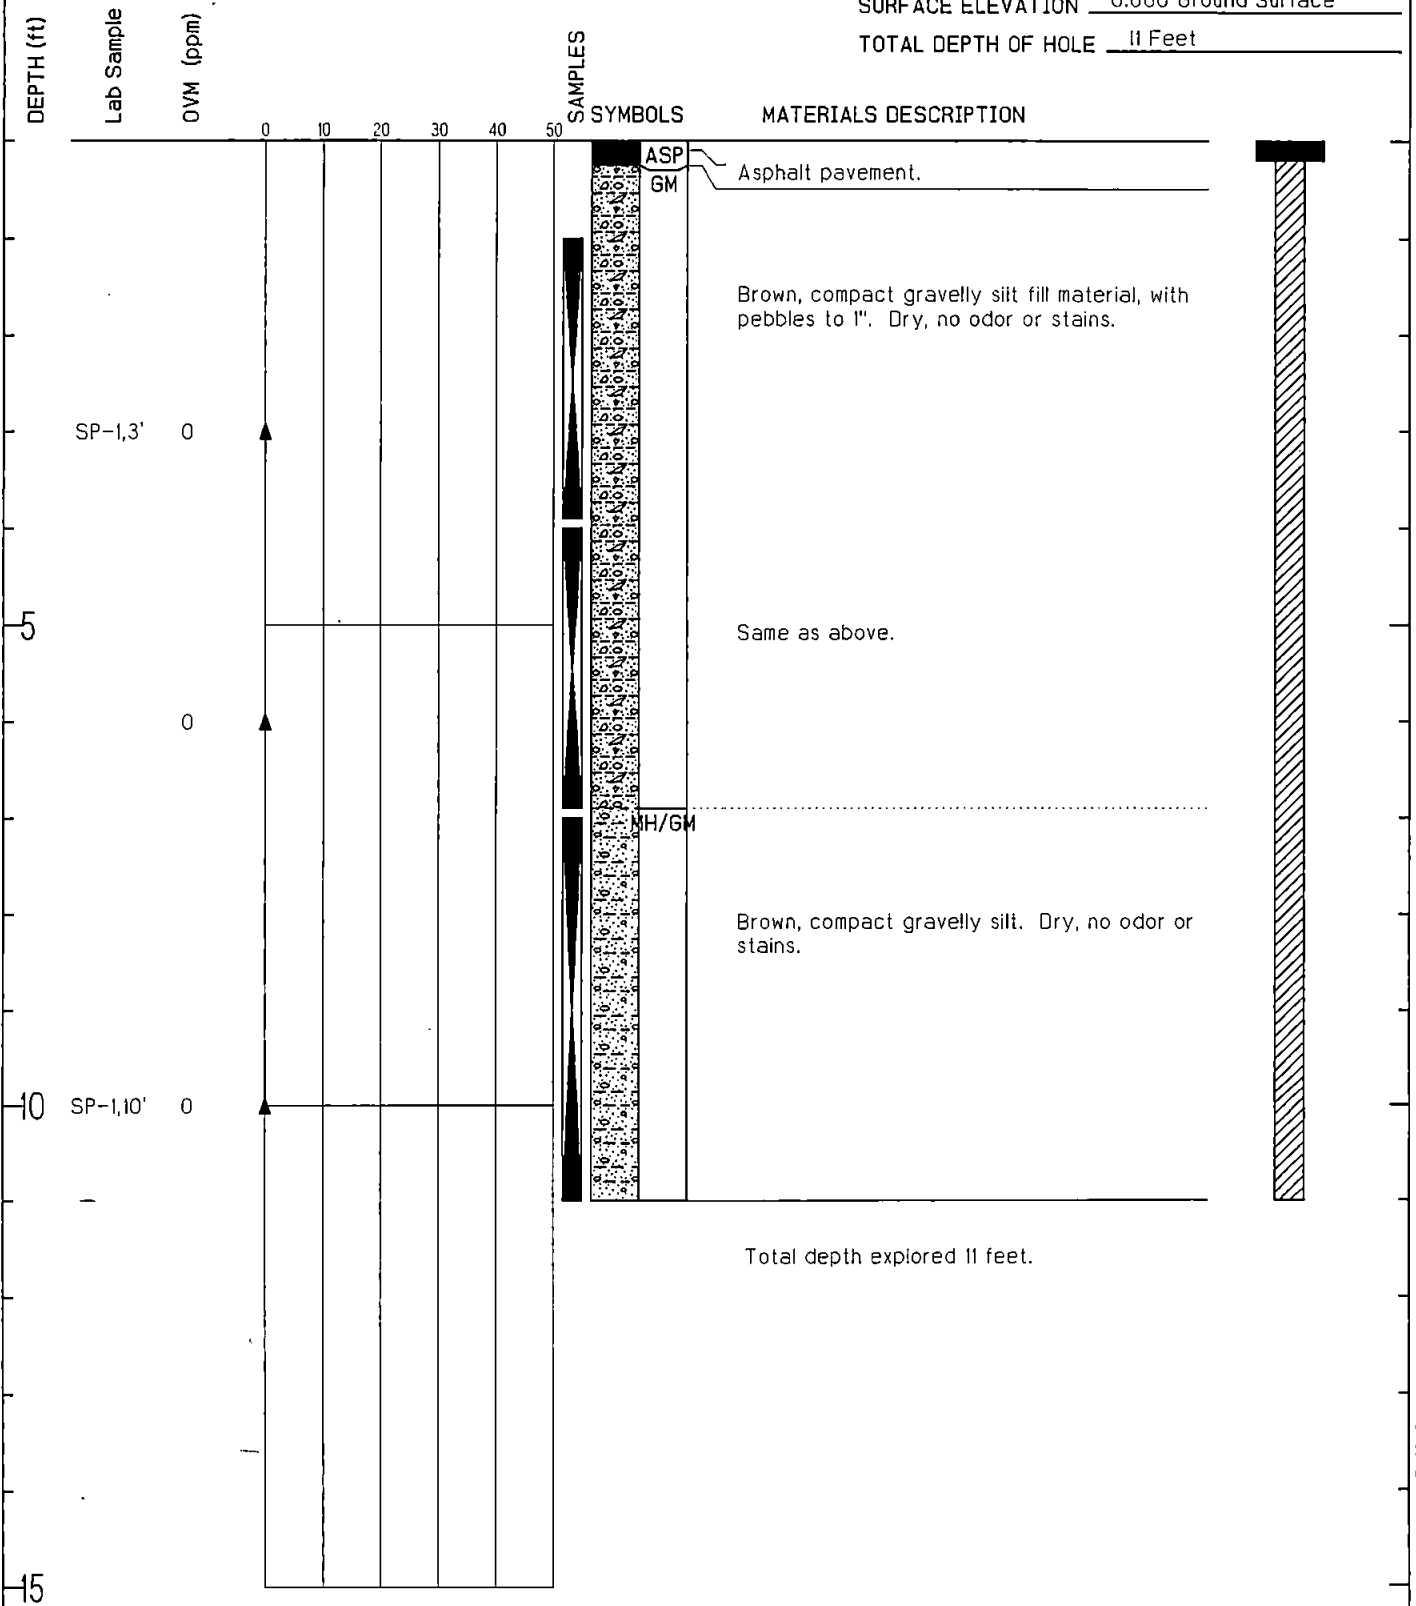 SURFACE ELEVATION Ground Surface
TOTAL DEPTH OF HOLE 11 Feet
DEPTH (ft)
Lab Sample
OVM (ppm)
SAMPLES
SYMBOLS
MATERIALS DESCRIPTION
0 10 20 30 40 50
ASP
Asphalt pavement.
GM
Brown, compact gravelly silt fill material, with
pebbles to 1". Dry, no odor or stains.
SP-1,3' 0
5
Same as above.
0
MH/GM
Brown, compact gravelly silt. Dry, no odor or
stains.
10 SP-1,10' 0
Total depth explored 11 feet.
15